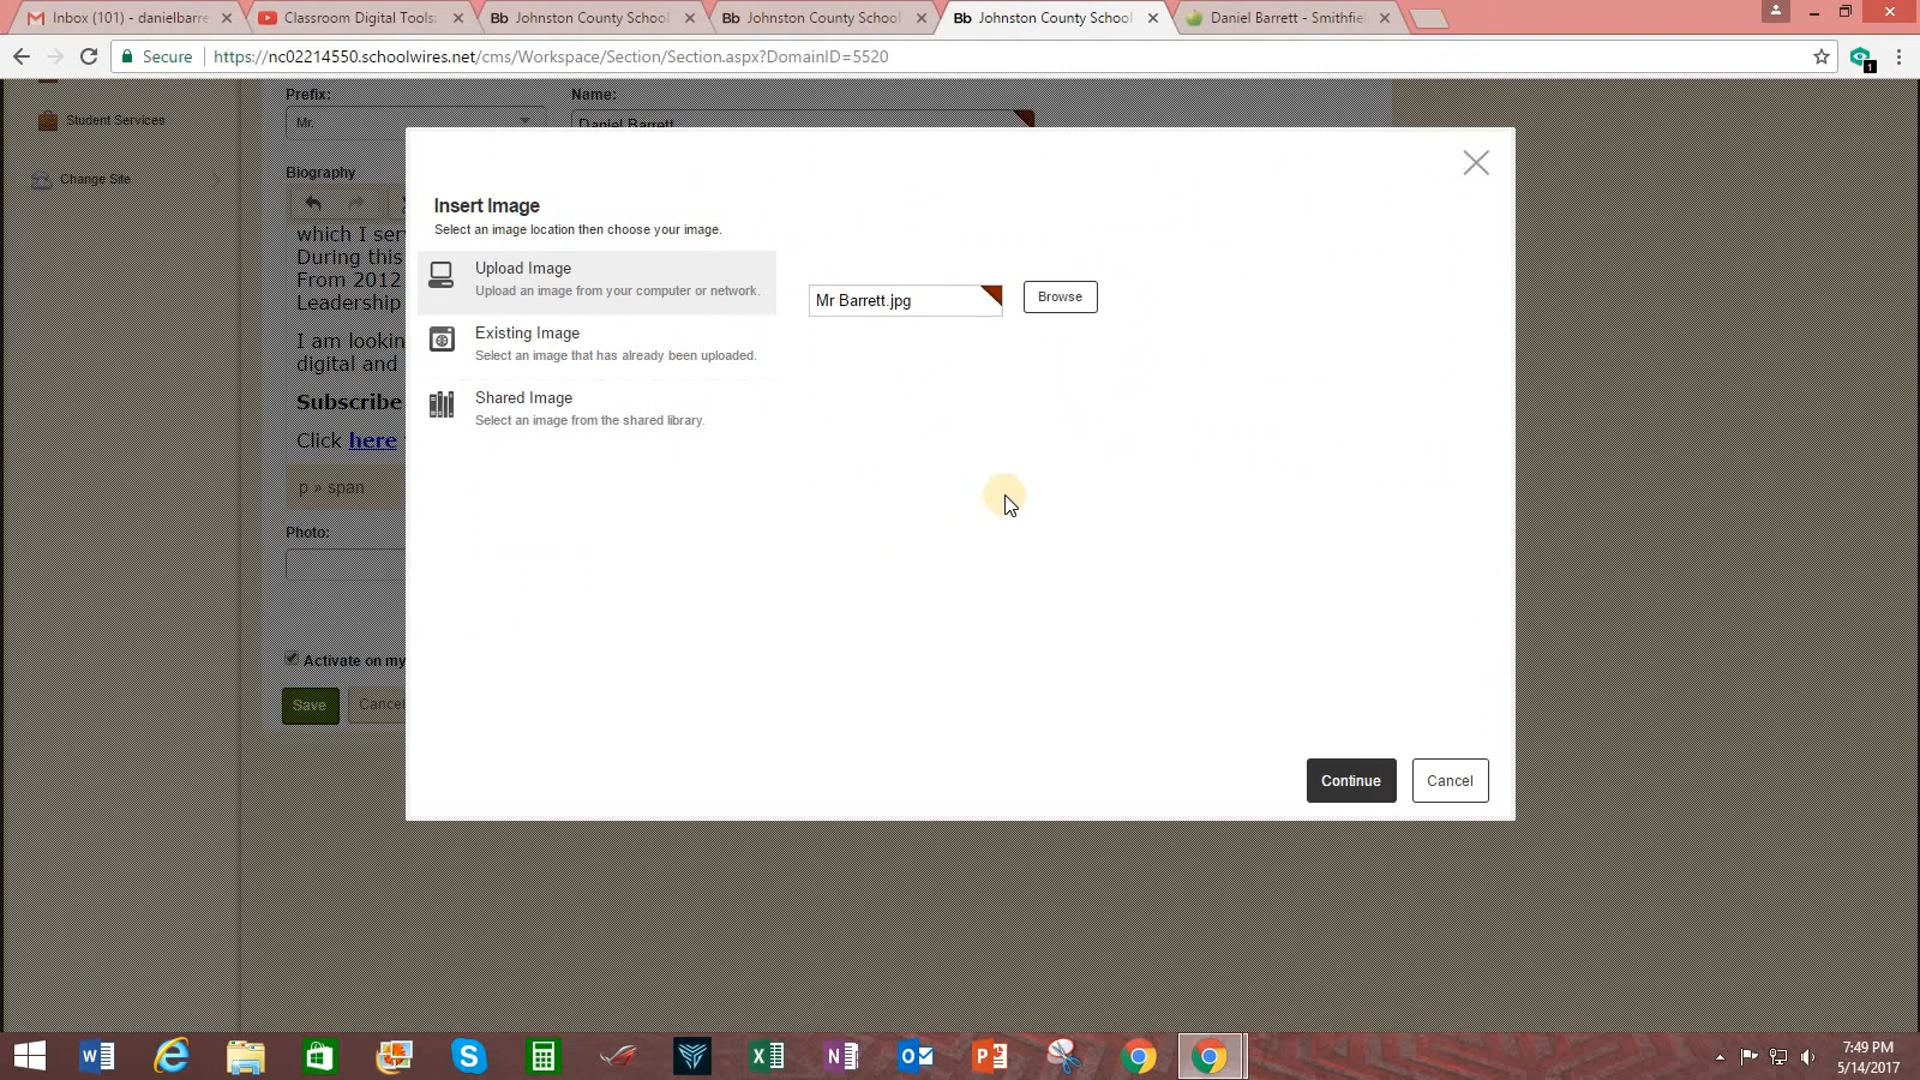 Inbox (101) - danielbarre
Classroom Digital Tools:
Bb Johnston County School
Bb Johnston County School
Bb Johnston County School
Daniel Barrett - Smithfiel
Secure https://nc02214550.schoolwires.net/cms/Workspace/Section/Section.aspx?DomainID=5520
1
Student Services
Change Site
Prefix:
Name:
Mr.
Daniel Barrett
Biography
which I ser
During this
From 2012
Leadership
I am lookin
digital and
Subscribe
Click here
p » span
Photo:
Activate on my
Save
Cancel
Insert Image
Select an image location then choose your image.
Upload Image
Upload an image from your computer or network.
Existing Image
Select an image that has already been uploaded.
Shared Image
Select an image from the shared library.
Mr Barrett.jpg
Browse
Continue
Cancel
7:49 PM
5/14/2017